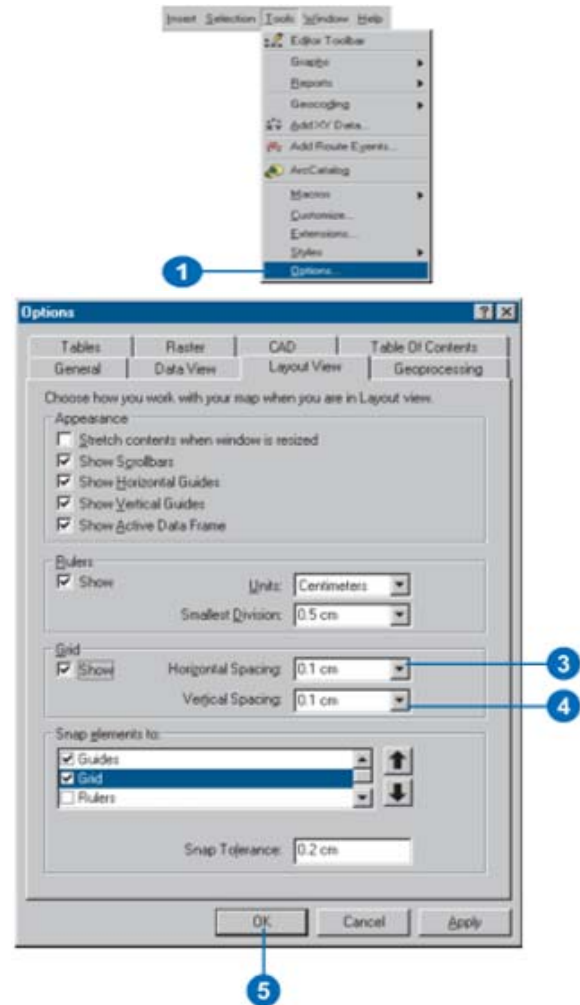 Insert Selection Tools Window Help
Editor Toolbar
Graphs
Reports
Geocoding
Add XY Data...
Add Route Events...
ArcCatalog
Macros
Customize...
Extensions...
Styles
1 Options...
Options
Tables Raster CAD Table Of Contents
General Data View Layout View Geoprocessing
Choose how you work with your map when you are in Layout view.
Appearance
Stretch contents when window is resized
Show Scrollbars
Show Horizontal Guides
Show Vertical Guides
Show Active Data Frame
Rulers
Show Units: Centimeters
Smallest Division: 0.5 cm
Grid
Show Horizontal Spacing: 0.1 cm 3
Vertical Spacing: 0.1 cm 4
Snap elements to:
Guides
Grid
Rulers
Snap Tolerance: 0.2 cm
OK Cancel Apply
5